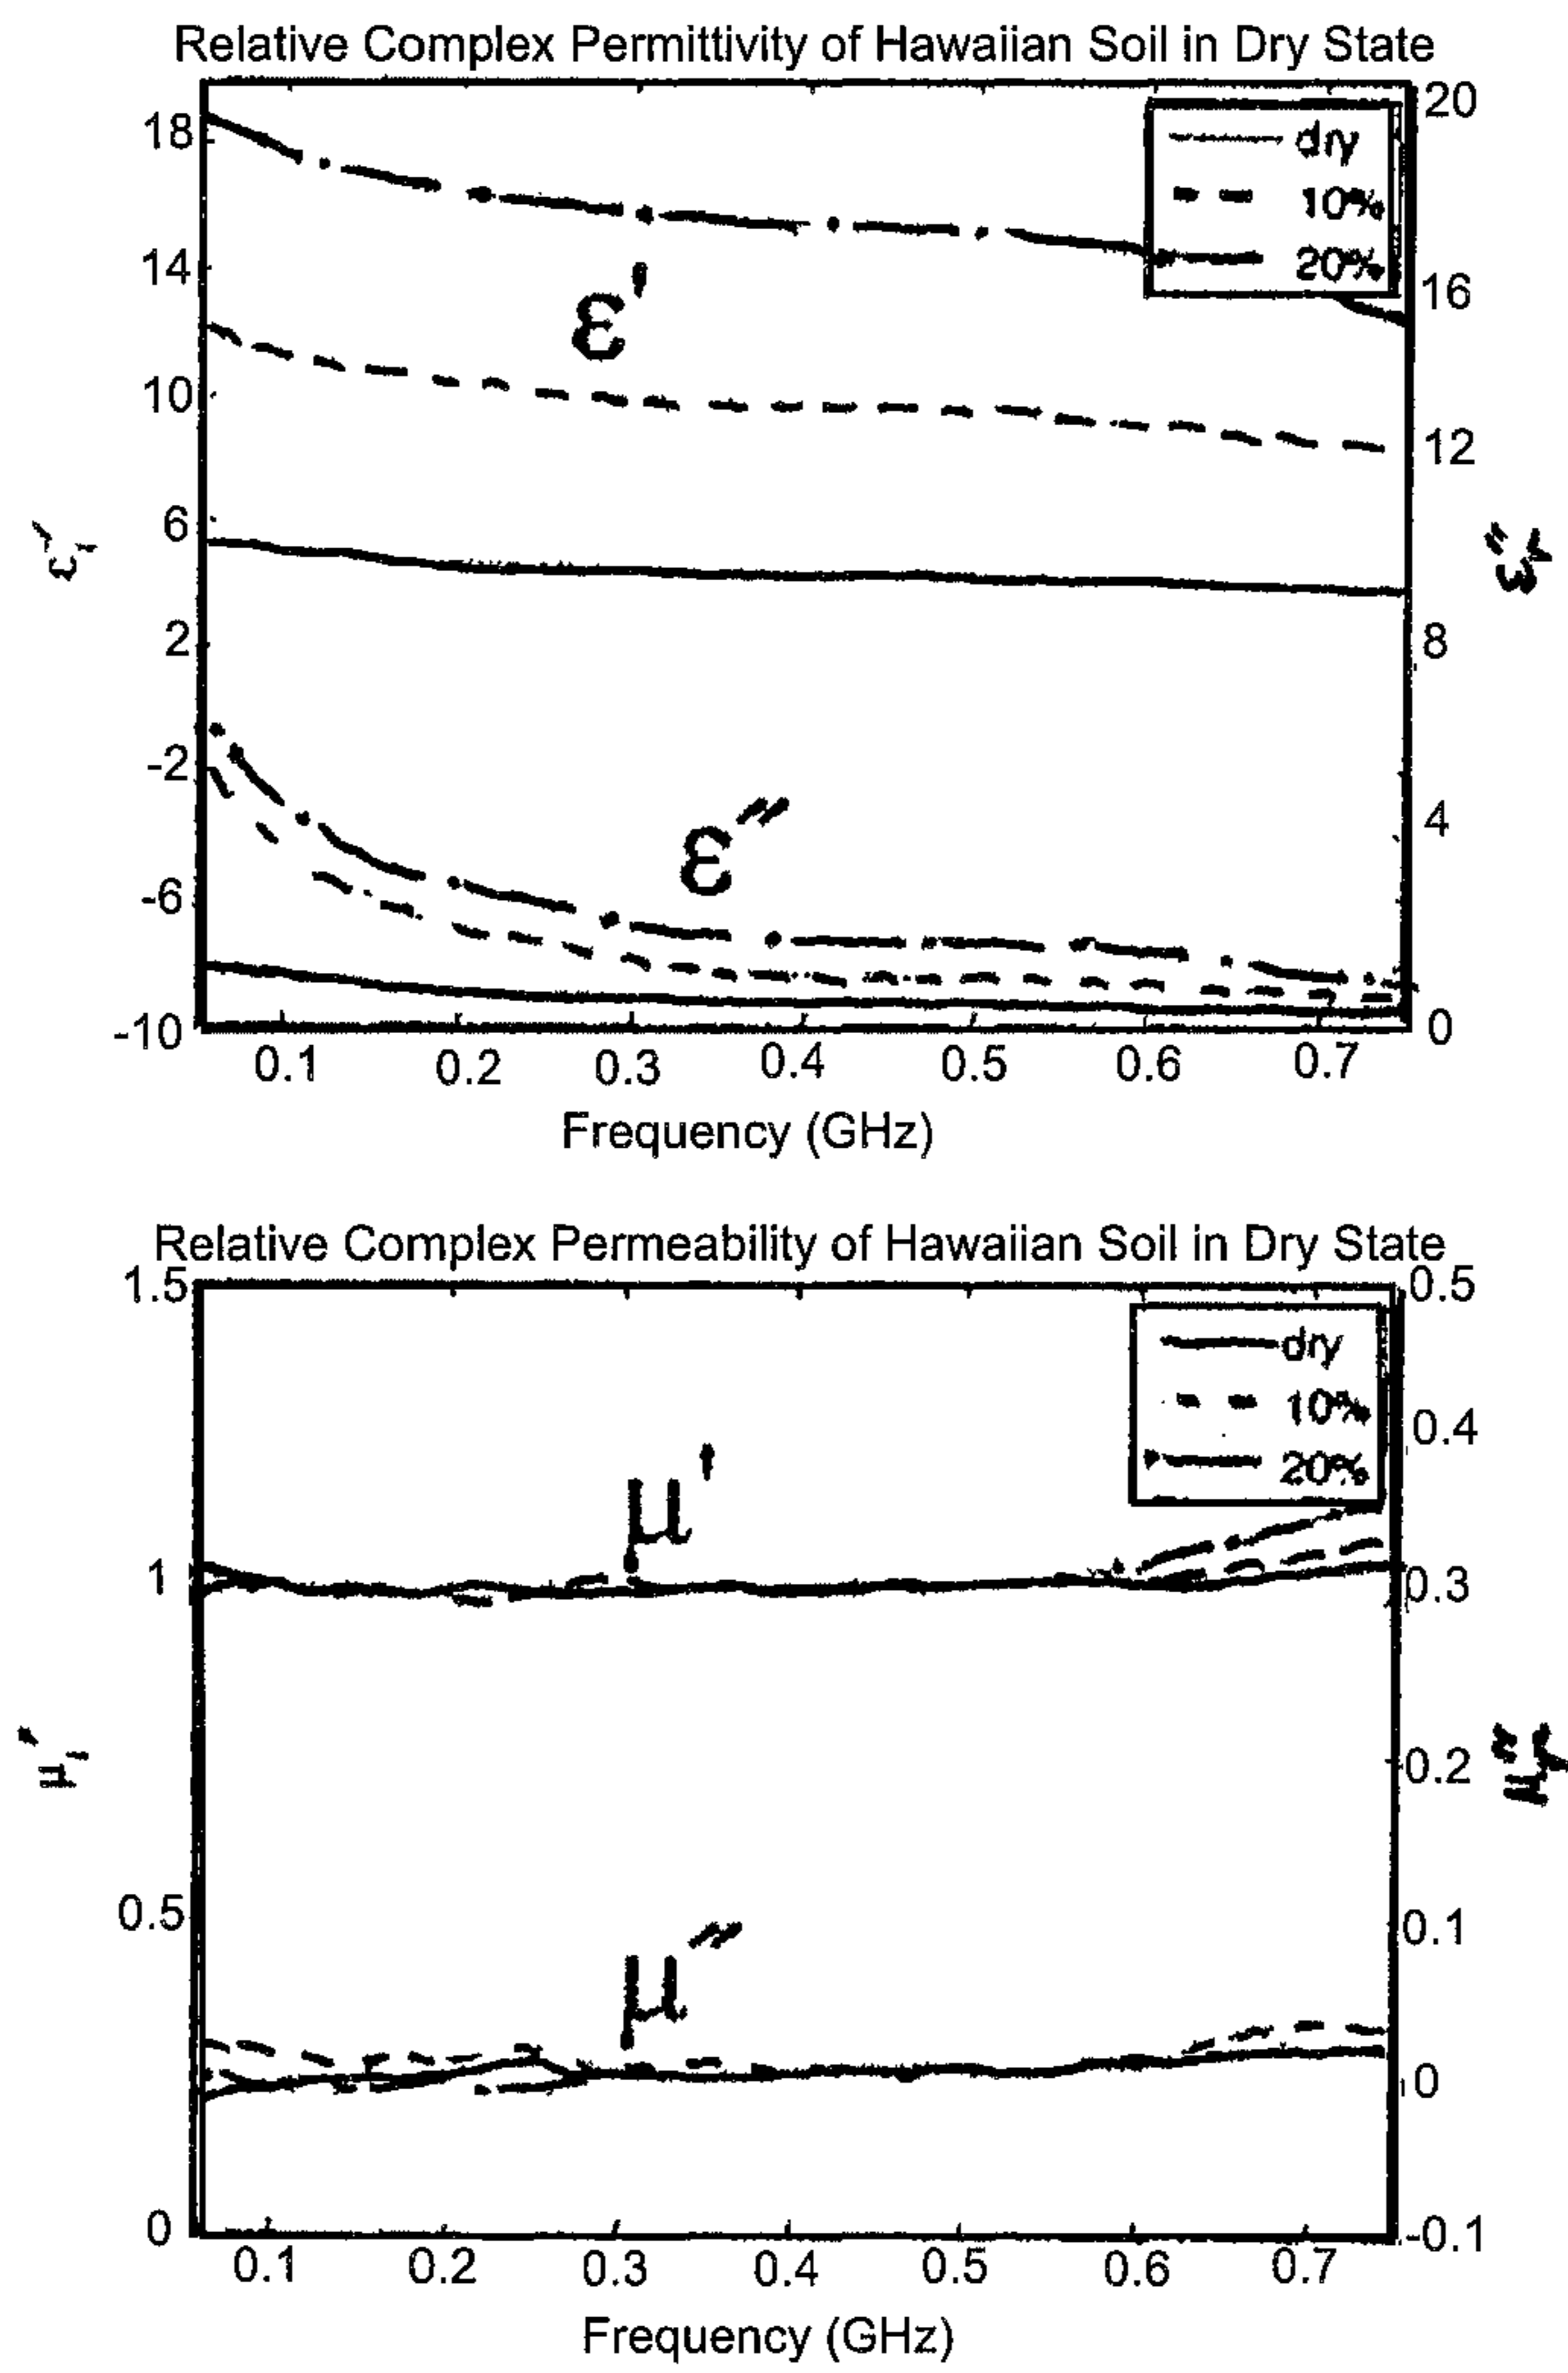 Relative Complex Permittivity of Hawaiian Soil in Dry State
18
14
10
6
2
-2
-6
-10
20
16
12
8
4
0
dry
10%
20%
ε'
ε''
εr''
0.1 0.2 0.3 0.4 0.5 0.6 0.7
Frequency (GHz)
Relative Complex Permeability of Hawaiian Soil in Dry State
1.5
1
0.5
0
0.5
0.4
0.3
0.2
0.1
0
-0.1
dry
10%
20%
μ'
μ''
μr''
0.1 0.2 0.3 0.4 0.5 0.6 0.7
Frequency (GHz)